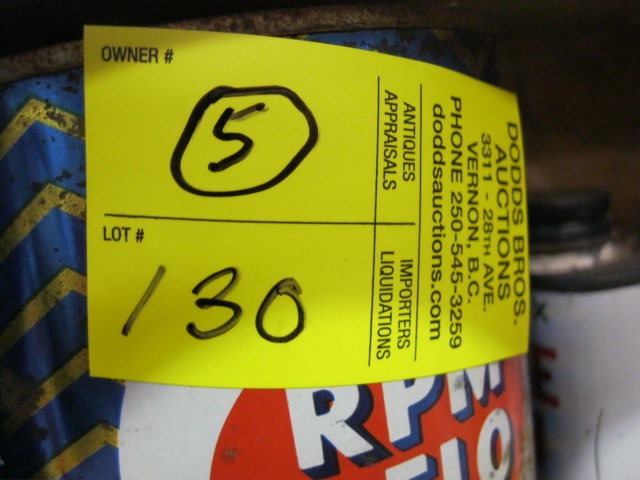 OWNER #
5
LOT #
130
DODDS BROS.
AUCTIONS
3311 - 28TH AVE.
VERNON, B.C.
PHONE 250-545-3259
doddsauctions.com
ANTIQUES
APPRAISALS
IMPORTERS
LIQUIDATIONS
RPM